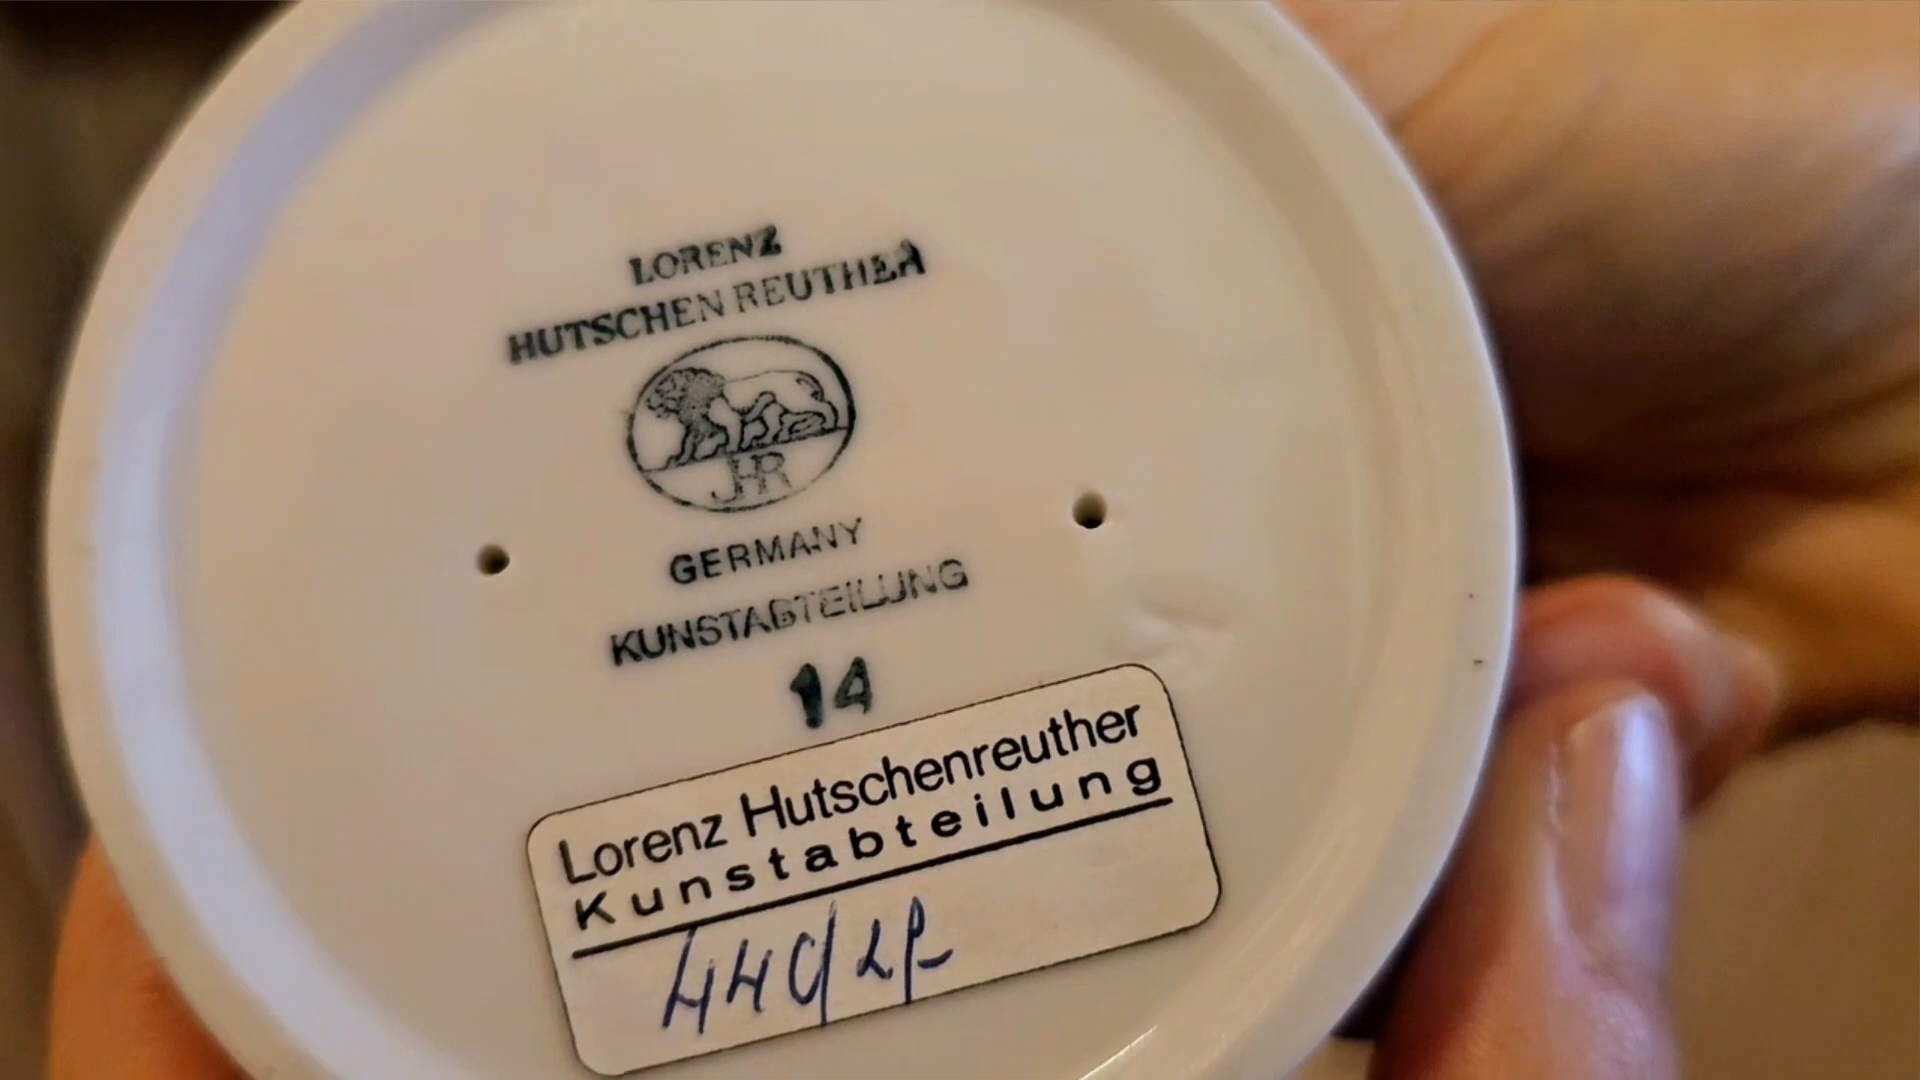 LORENZ
HUTSCHEN REUTHER
JHR
GERMANY
KUNSTABTEILUNG
14
Lorenz Hutschenreuther
Kunstabteilung